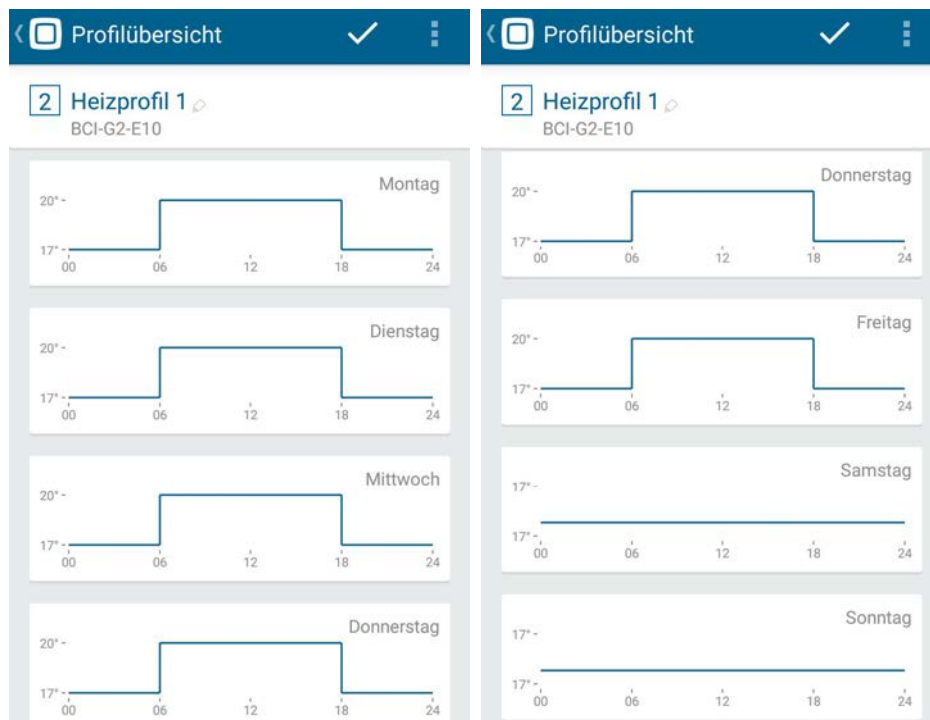 Profilübersicht
2 Heizprofil 1
BCI-G2-E10
Montag
20°
17°
00 06 12 18 24
Dienstag
20°
17°
00 06 12 18 24
Mittwoch
20°
17°
00 06 12 18 24
Donnerstag
20°
17°
00 06 12 18 24
Profilübersicht
2 Heizprofil 1
BCI-G2-E10
Donnerstag
20°
17°
00 06 12 18 24
Freitag
20°
17°
00 06 12 18 24
Samstag
17°
17°
00 06 12 18 24
Sonntag
17°
17°
00 06 12 18 24